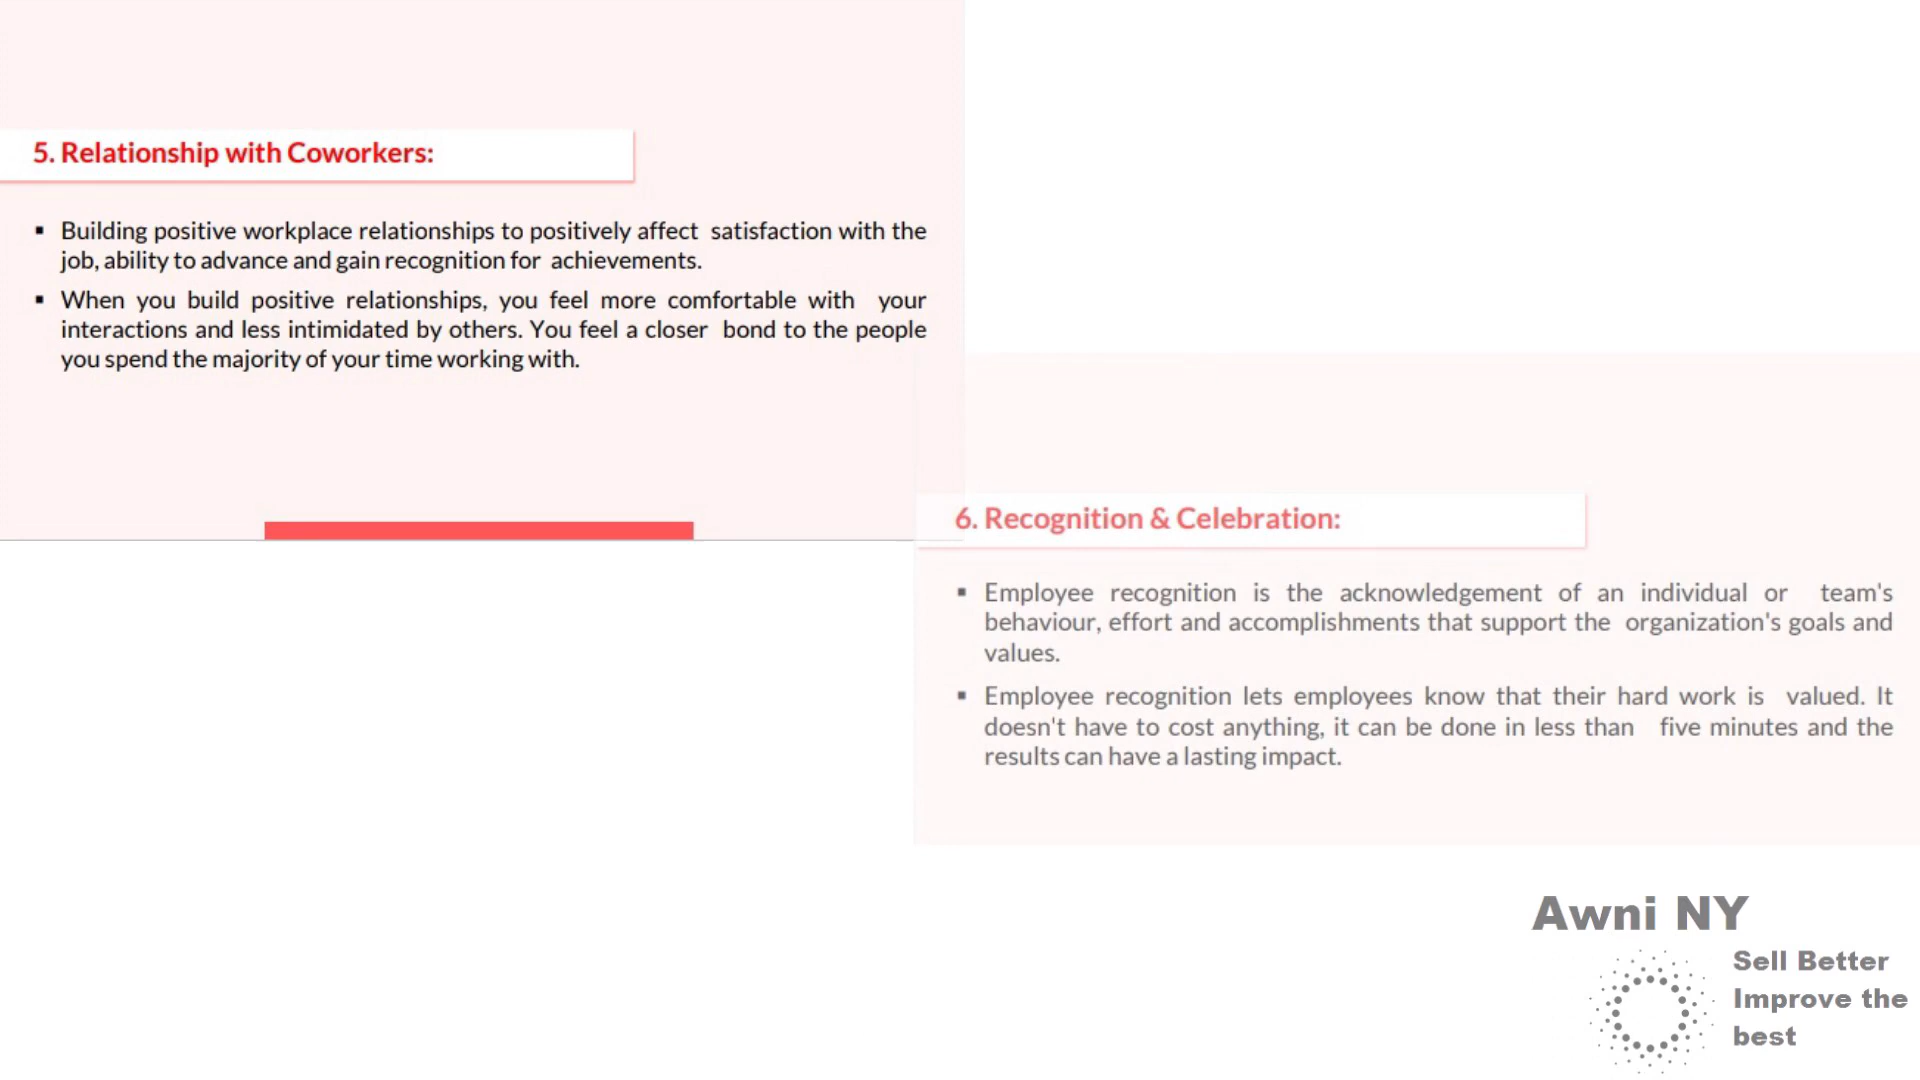 5. Relationship with Coworkers:
▪ Building positive workplace relationships to positively affect satisfaction with the
job, ability to advance and gain recognition for achievements.
▪ When you build positive relationships, you feel more comfortable with your
interactions and less intimidated by others. You feel a closer bond to the people
you spend the majority of your time working with.
6. Recognition & Celebration:
▪ Employee recognition is the acknowledgement of an individual or team's
behaviour, effort and accomplishments that support the organization's goals and
values.
▪ Employee recognition lets employees know that their hard work is valued. It
doesn't have to cost anything, it can be done in less than five minutes and the
results can have a lasting impact.
Awni NY
Sell Better
Improve the
best